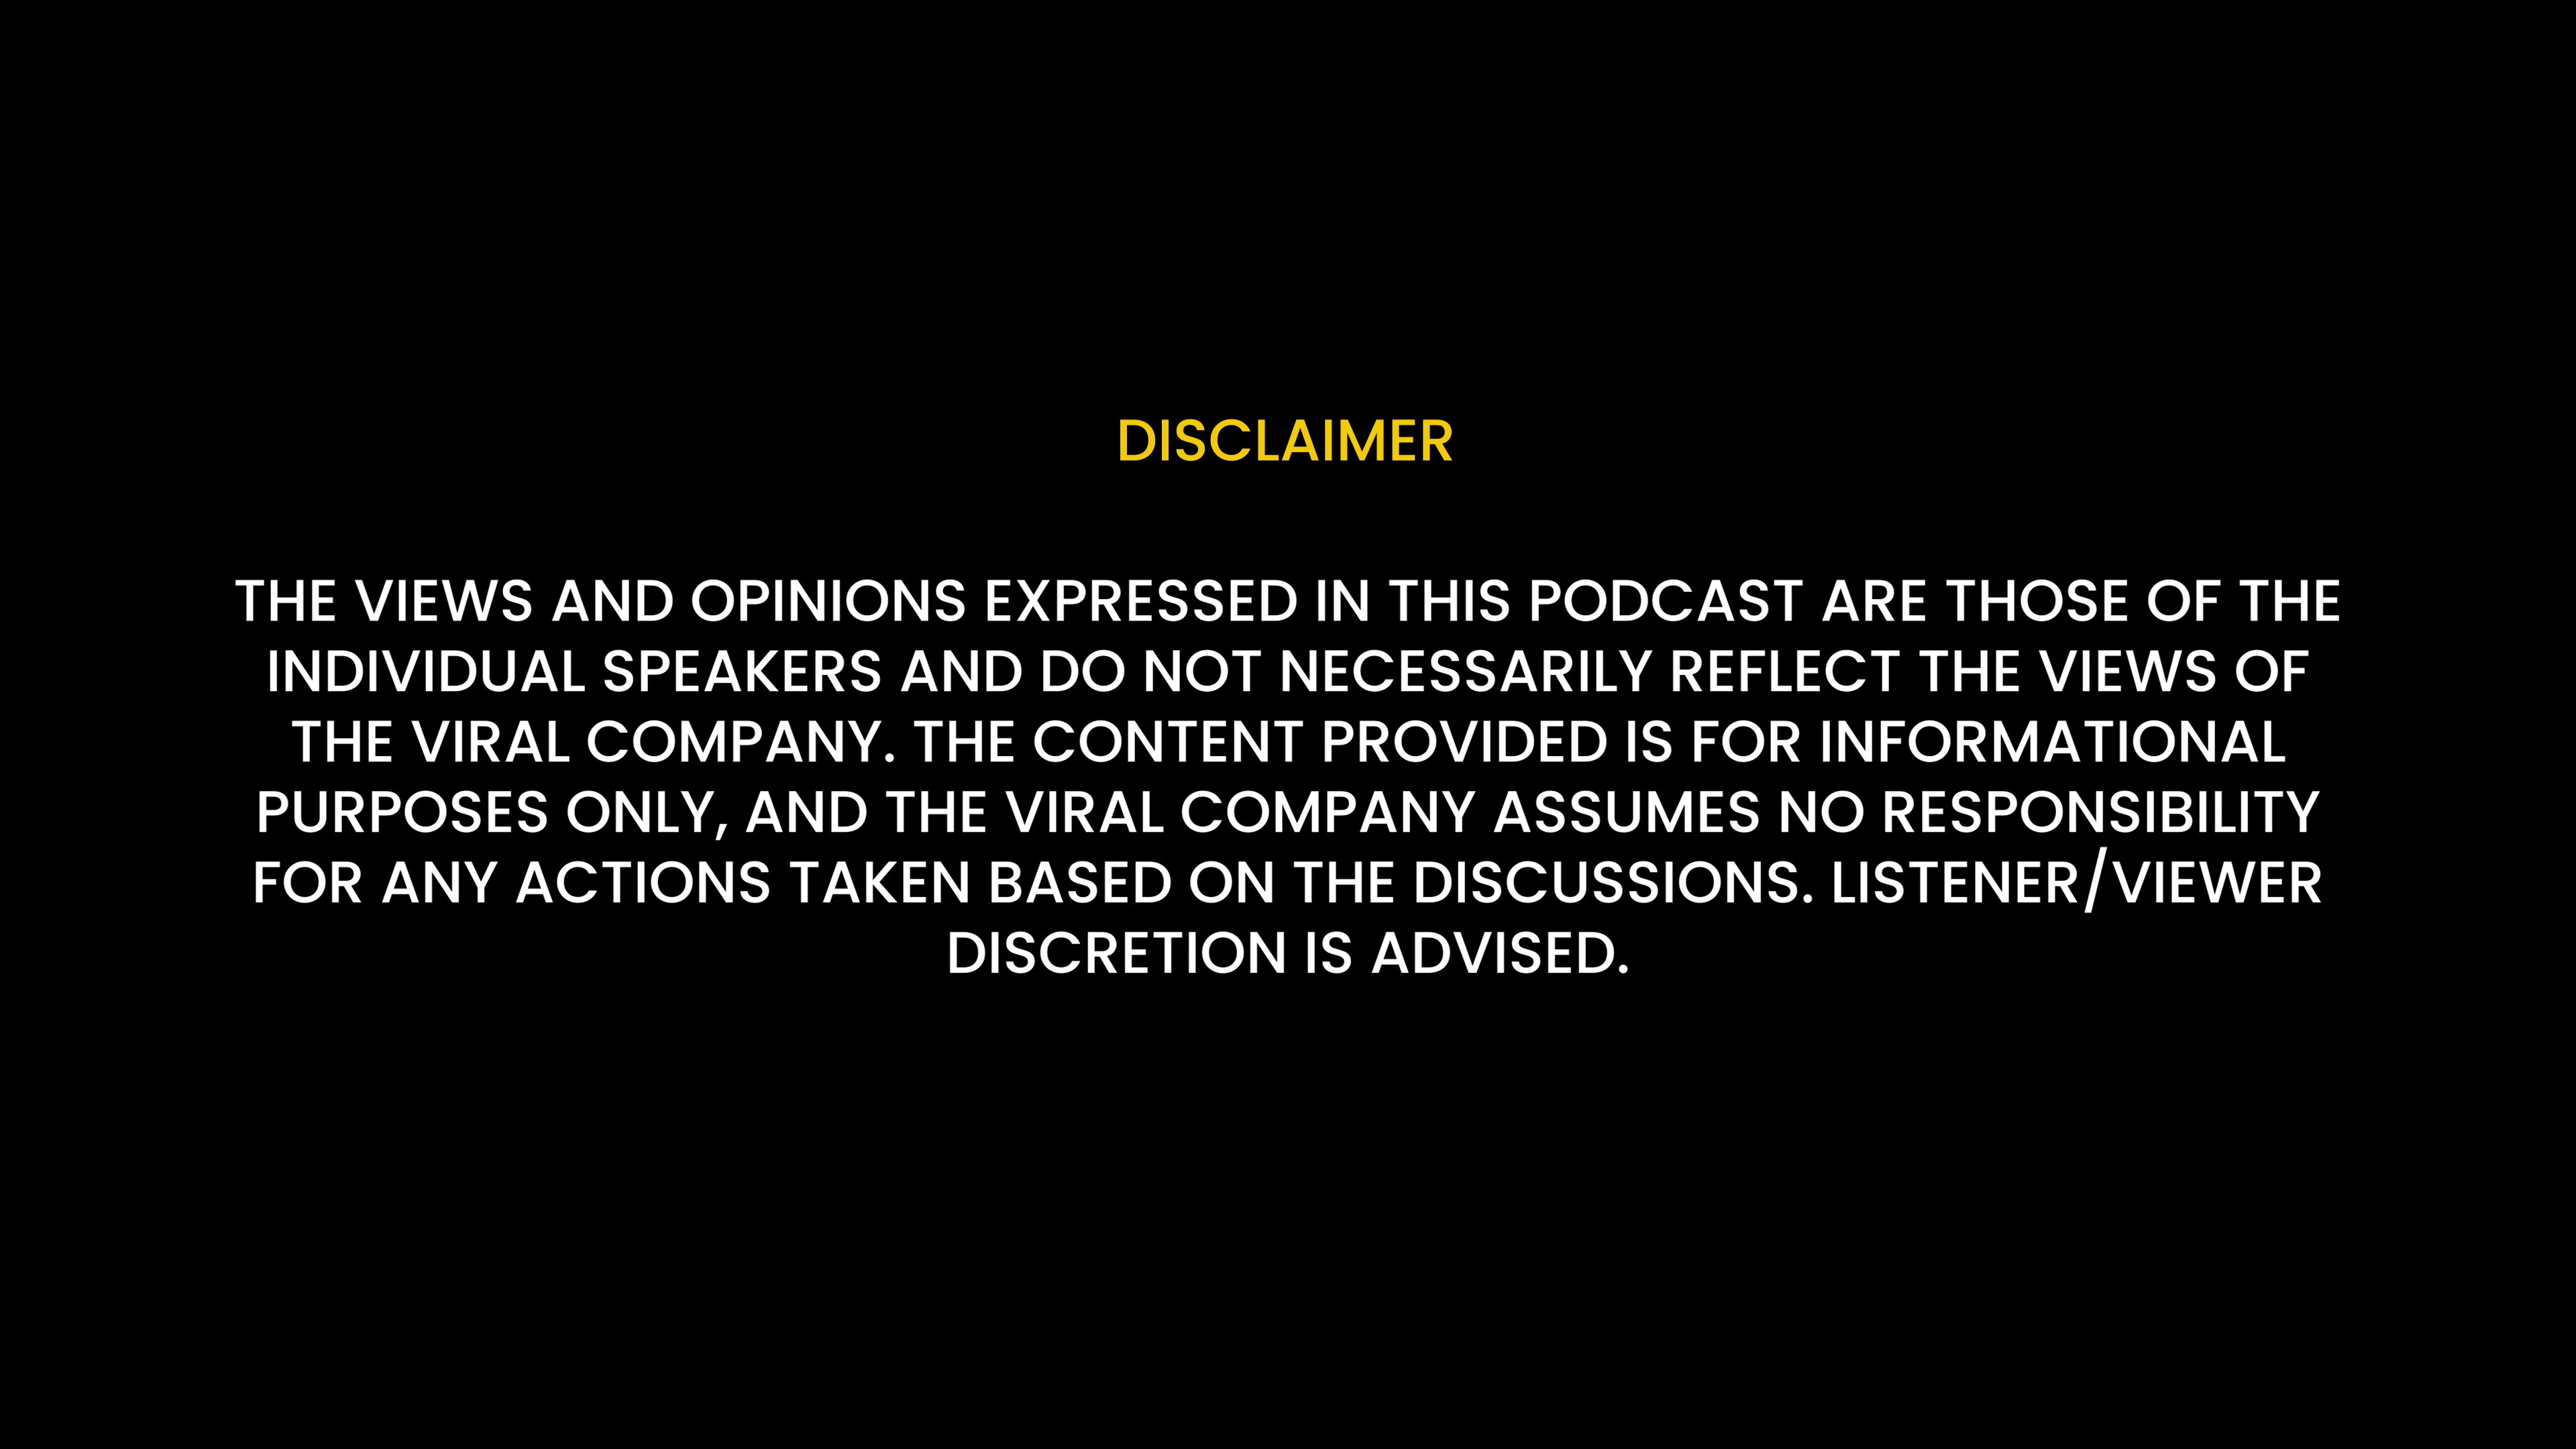 DISCLAIMER
THE VIEWS AND OPINIONS EXPRESSED IN THIS PODCAST ARE THOSE OF THE
INDIVIDUAL SPEAKERS AND DO NOT NECESSARILY REFLECT THE VIEWS OF
THE VIRAL COMPANY. THE CONTENT PROVIDED IS FOR INFORMATIONAL
PURPOSES ONLY, AND THE VIRAL COMPANY ASSUMES NO RESPONSIBILITY
FOR ANY ACTIONS TAKEN BASED ON THE DISCUSSIONS. LISTENER/VIEWER
DISCRETION IS ADVISED.